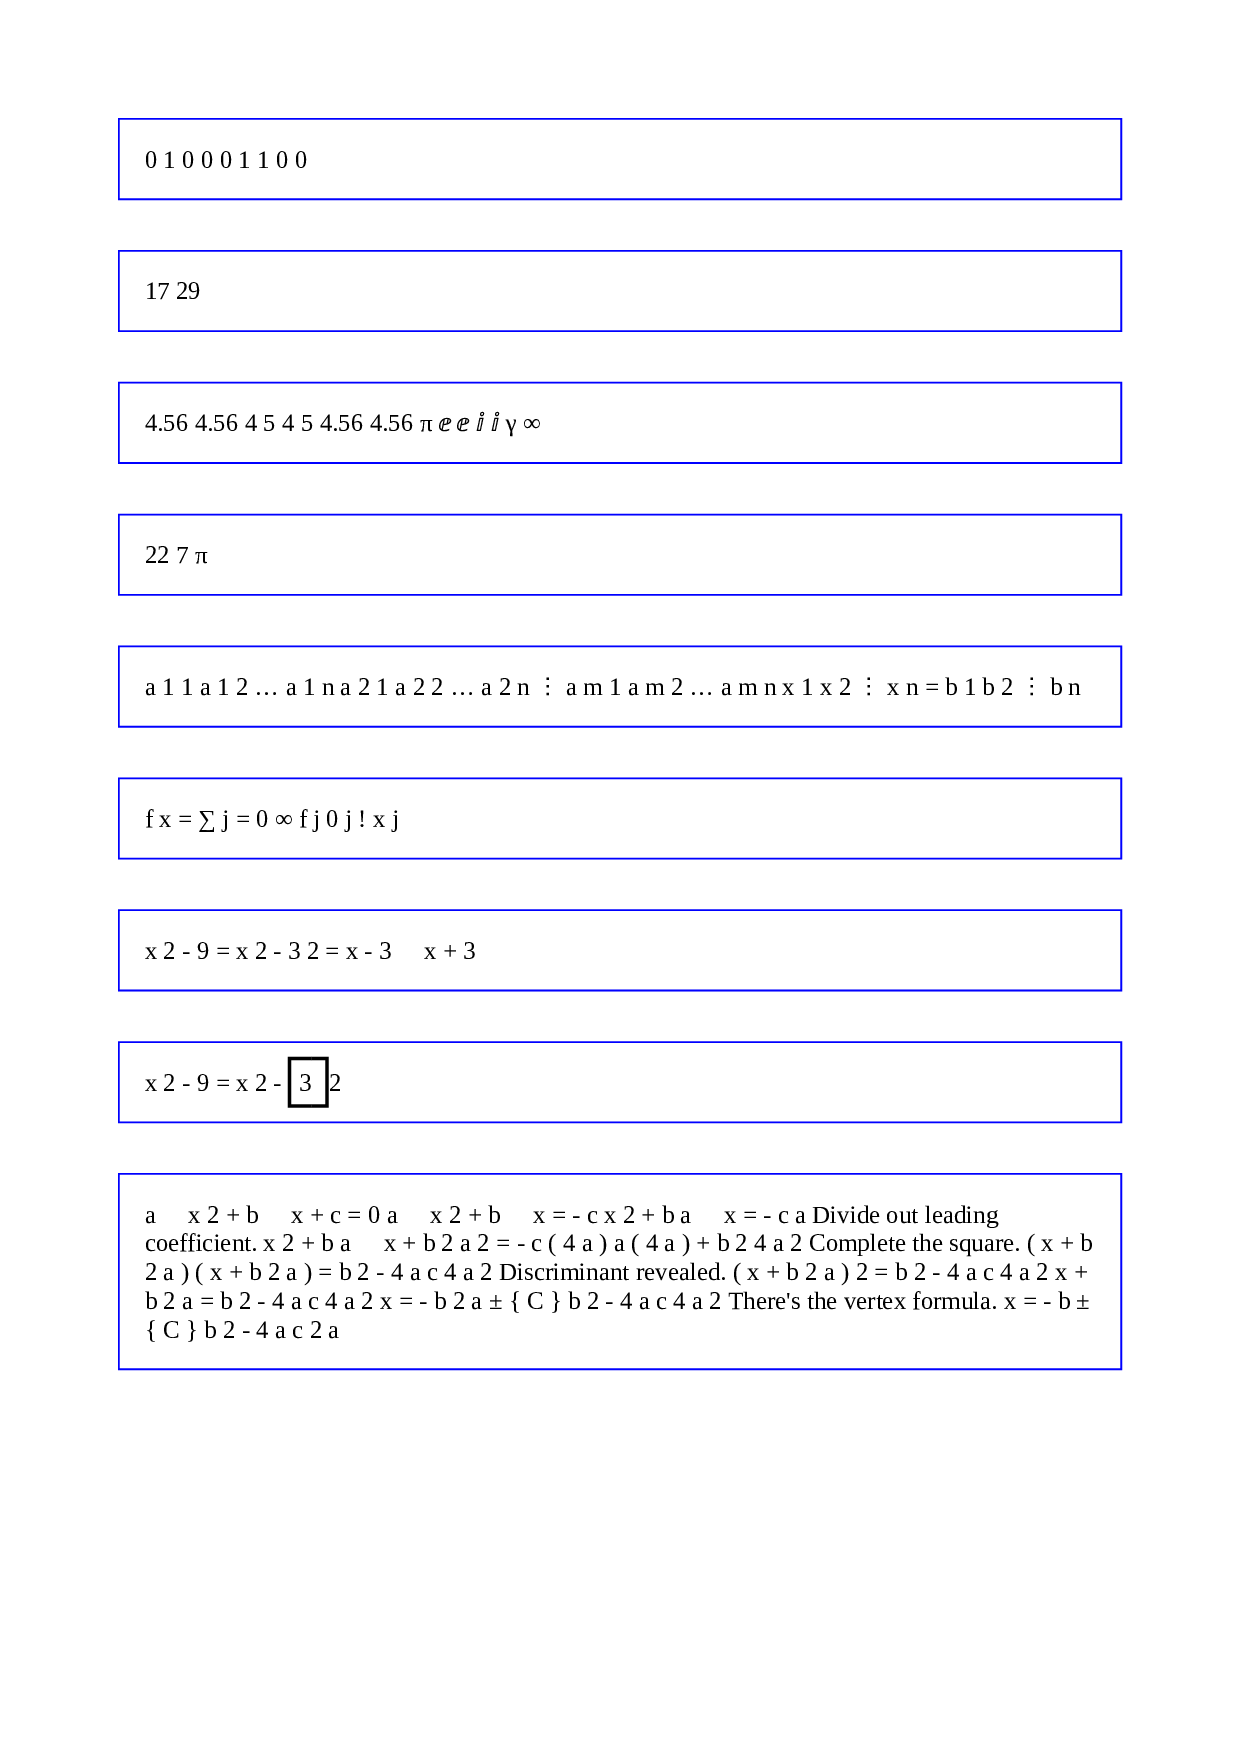 0 1 0 0 0 1 1 0 0
17 29
4.56 4.56 4 5 4 5 4.56 4.56 π ⅇ ⅇ ⅈ ⅈ γ ∞
22 7 π
a 1 1 a 1 2 … a 1 n a 2 1 a 2 2 … a 2 n ⋮ a m 1 a m 2 … a m n x 1 x 2 ⋮ x n = b 1 b 2 ⋮ b n
f x = ∑ j = 0 ∞ f j 0 j ! x j
x 2 - 9 = x 2 - 3 2 = x - 3 x + 3
x 2 - 9 = x 2 - 3 2
a x 2 + b x + c = 0 a x 2 + b x = - c x 2 + b a x = - c a Divide out leading
coefficient. x 2 + b a x + b 2 a 2 = - c ( 4 a ) a ( 4 a ) + b 2 4 a 2 Complete the square. ( x + b
2 a ) ( x + b 2 a ) = b 2 - 4 a c 4 a 2 Discriminant revealed. ( x + b 2 a ) 2 = b 2 - 4 a c 4 a 2 x +
b 2 a = b 2 - 4 a c 4 a 2 x = - b 2 a ± { C } b 2 - 4 a c 4 a 2 There's the vertex formula. x = - b ±
{ C } b 2 - 4 a c 2 a